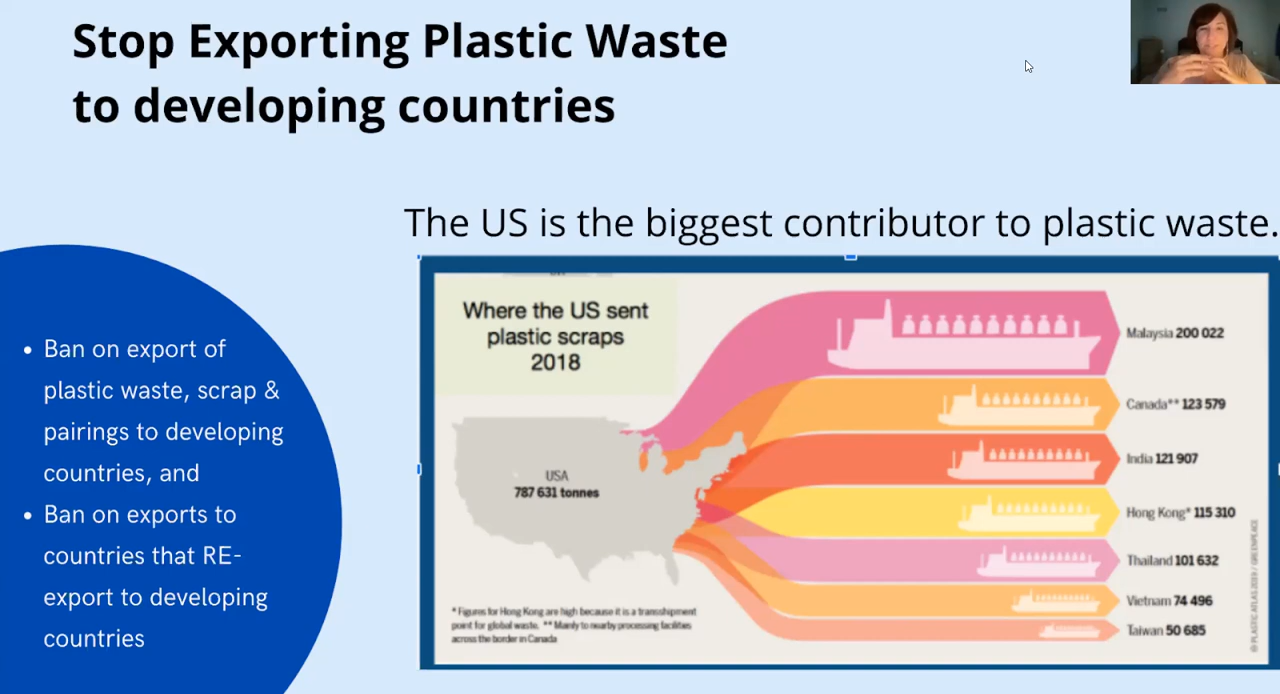 Stop Exporting Plastic Waste
to developing countries
The US is the biggest contributor to plastic waste.
Ban on export of
plastic waste, scrap &
pairings to developing
countries, and
Ban on exports to
countries that RE-
export to developing
countries
Where the US sent
plastic scraps
2018
USA
787 631 tonnes
Malaysia 200 022
Canada** 123 579
India 121 907
Hong Kong* 115 310
Thailand 101 632
Vietnam 74 496
Taiwan 50 685
* Figures for Hong Kong are high because it is a transshipment
point for global waste. ** Mainly to nearby processing facilities
across the border in Canada
© PLASTIC ATLAS 2019 / GREENPEACE